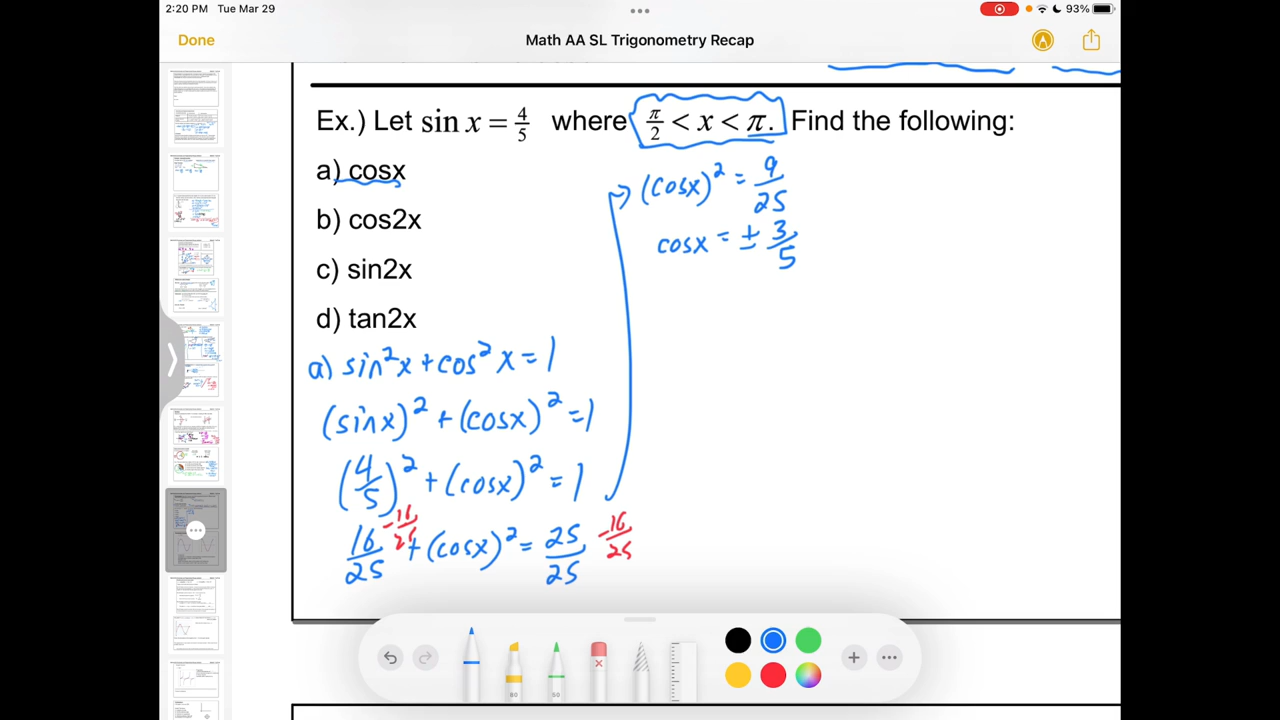 2:20 PM Tue Mar 29
93%
Done
Math AA SL Trigonometry Recap
Ex.) Let sin x = 4/5 where π/2 < x < π. Find the following:
a) cosx
b) cos2x
c) sin2x
d) tan2x
a) sin²x + cos²x = 1
(sinx)² + (cosx)² = 1
(4/5)² + (cosx)² = 1
16/25 - 16/25 + (cosx)² = 25/25 - 16/25
(cosx)² = 9/25
cosx = ± 3/5
80
50